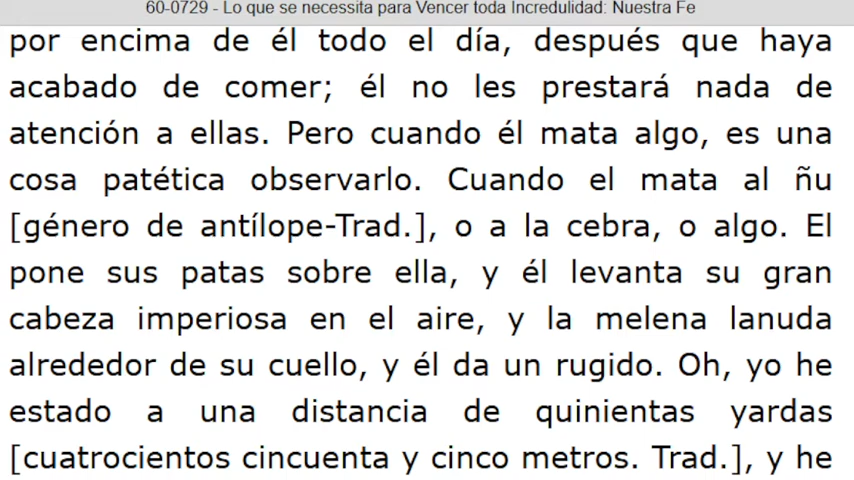 60-0729 - Lo que se necessita para Vencer toda Incredulidad: Nuestra Fe
por encima de él todo el día, después que haya
acabado de comer; él no les prestará nada de
atención a ellas. Pero cuando él mata algo, es una
cosa patética observarlo. Cuando el mata al ñu
[género de antílope-Trad.], o a la cebra, o algo. El
pone sus patas sobre ella, y él levanta su gran
cabeza imperiosa en el aire, y la melena lanuda
alrededor de su cuello, y él da un rugido. Oh, yo he
estado a una distancia de quinientas yardas
[cuatrocientos cincuenta y cinco metros. Trad.], y he